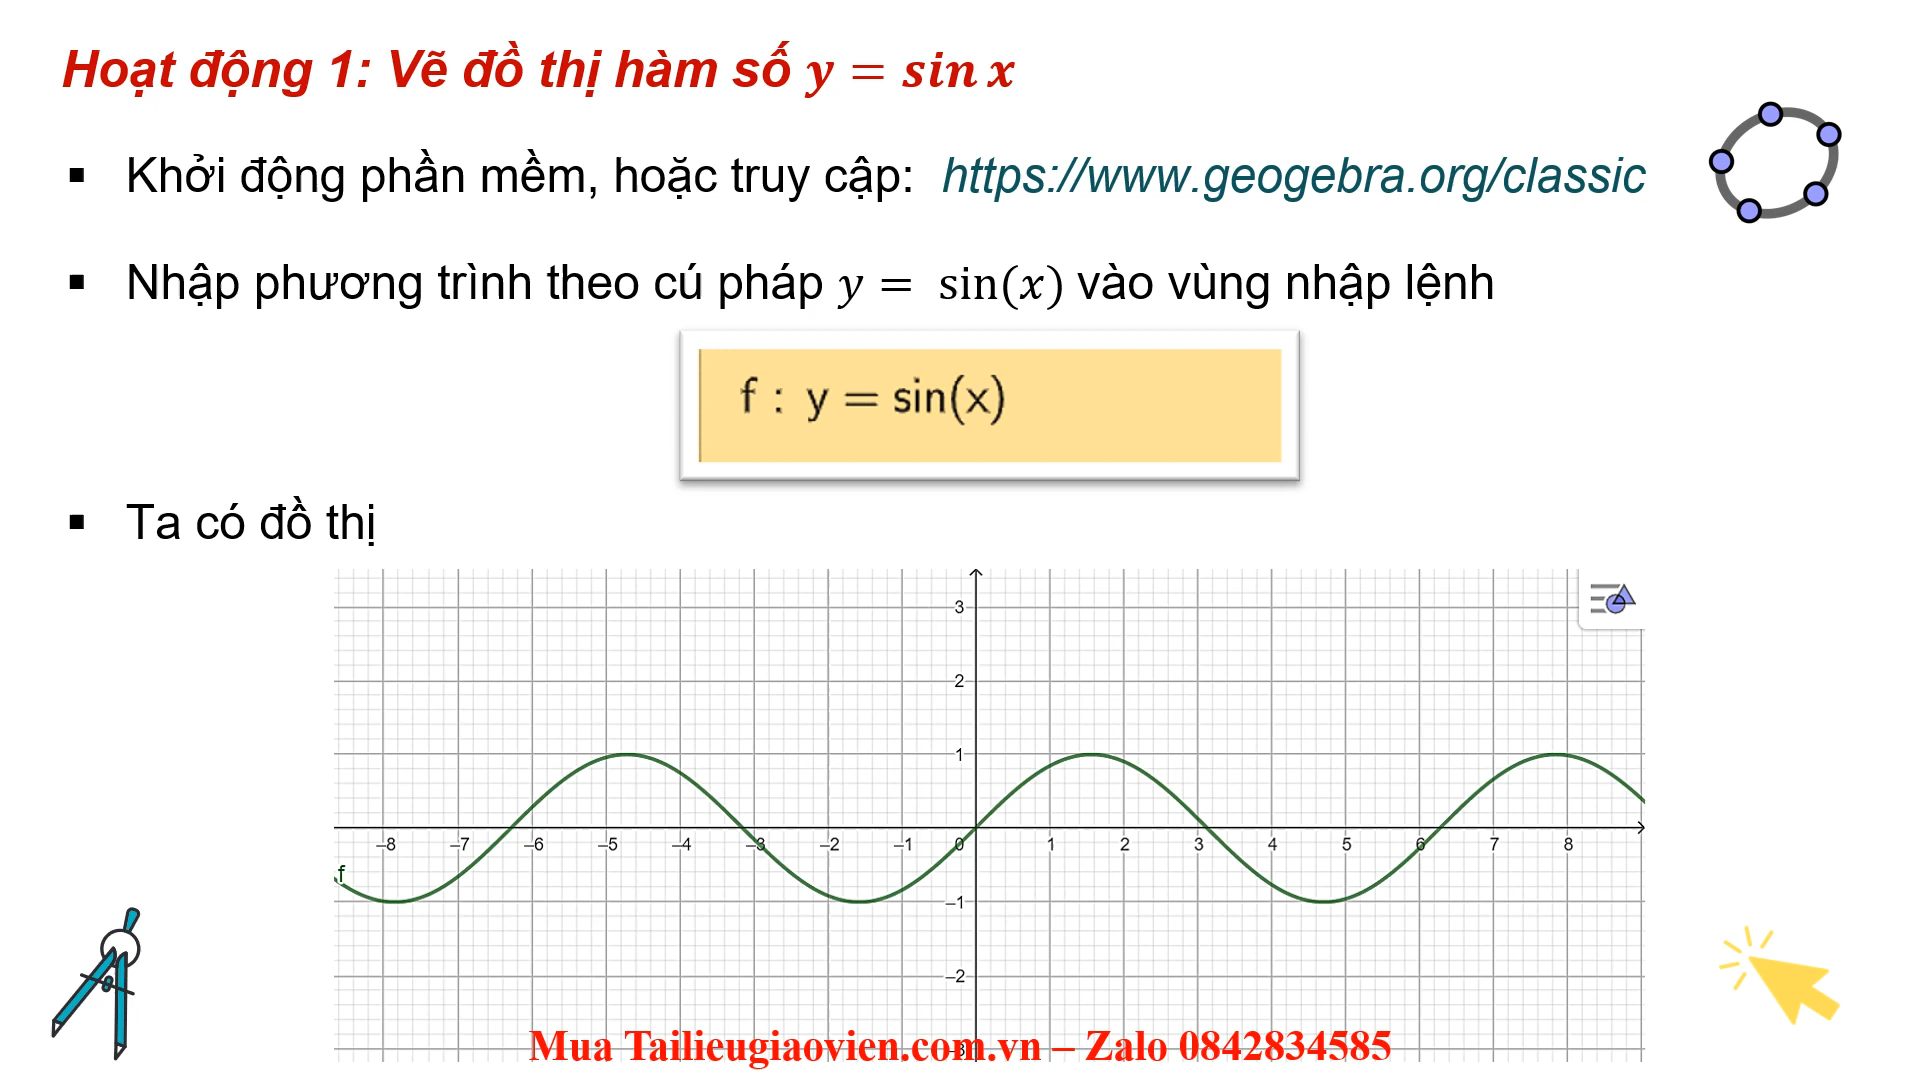 Hoạt động 1: Vẽ đồ thị hàm số y = sin x
▪ Khởi động phần mềm, hoặc truy cập: https://www.geogebra.org/classic
▪ Nhập phương trình theo cú pháp y = sin(x) vào vùng nhập lệnh
f : y = sin(x)
▪ Ta có đồ thị
3
2
1
–8 –7 –6 –5 –4 –3 –2 –1 0 1 2 3 4 5 6 7 8
f
–1
–2
–3
Mua Tailieugiaovien.com.vn – Zalo 0842834585